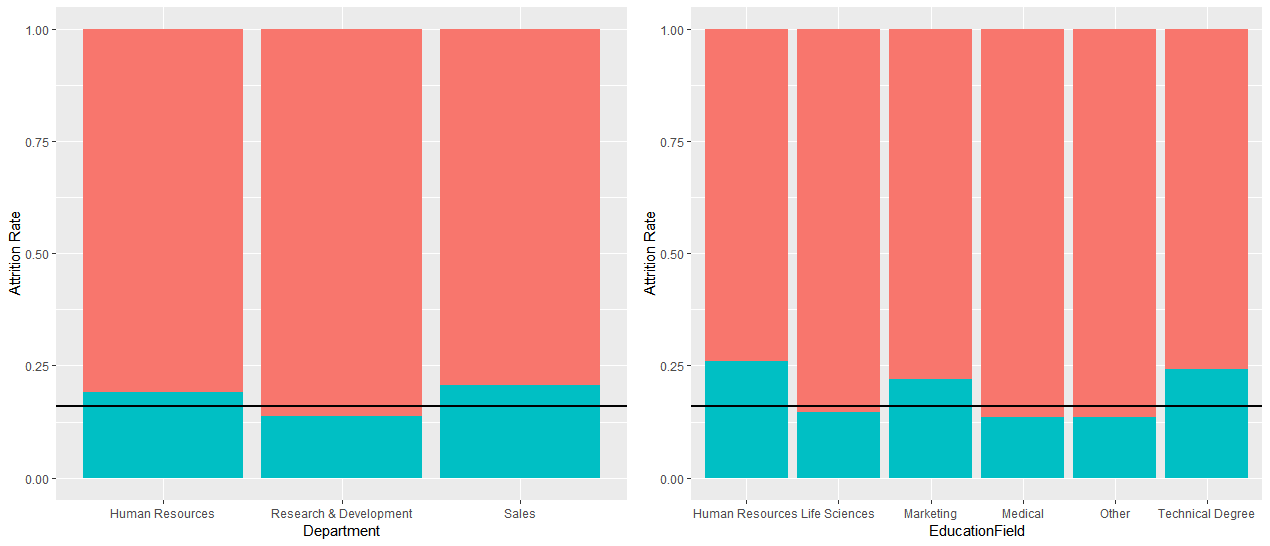 Attrition Rate
1.00
0.75
0.50
0.25
0.00
Human Resources Research & Development Sales
Department
Attrition Rate
1.00
0.75
0.50
0.25
0.00
Human Resources Life Sciences Marketing Medical Other Technical Degree
EducationField